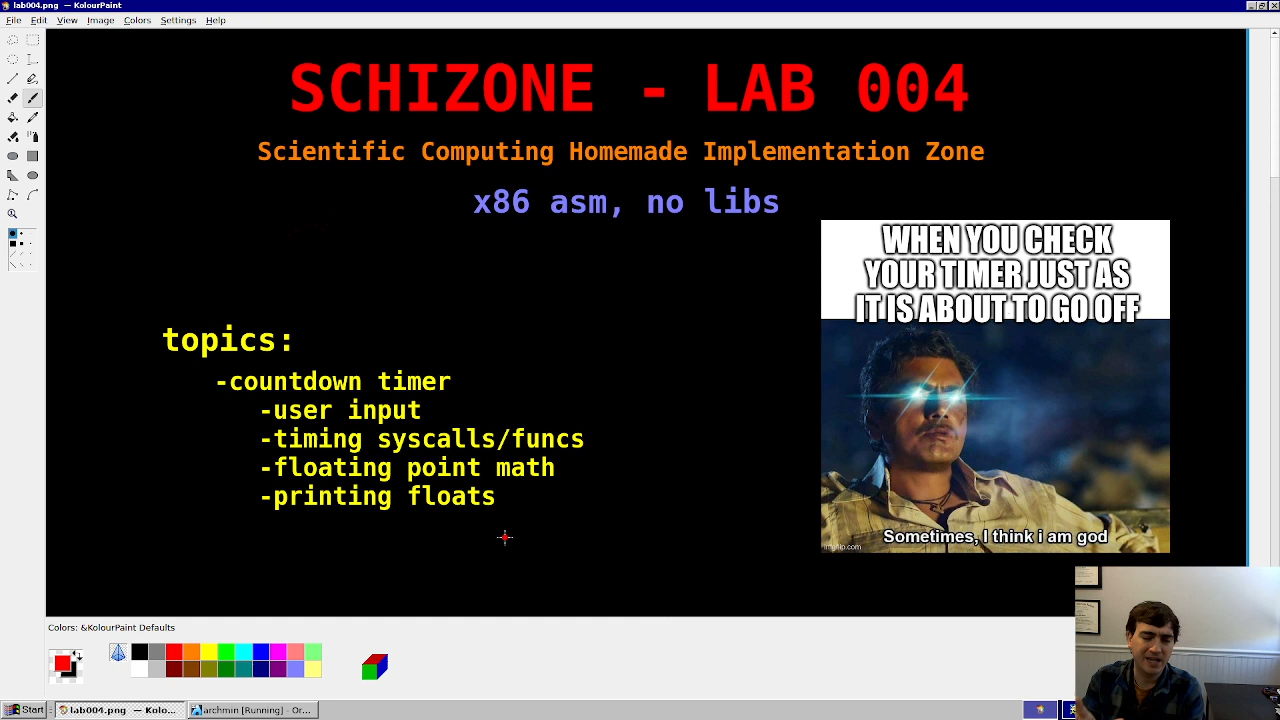 lab004.png — KolourPaint
File Edit View Image Colors Settings Help
SCHIZONE - LAB 004
Scientific Computing Homemade Implementation Zone
x86 asm, no libs
WHEN YOU CHECK
YOUR TIMER JUST AS
IT IS ABOUT TO GO OFF
topics:
-countdown timer
-user input
-timing syscalls/funcs
-floating point math
-printing floats
Sometimes, I think i am god
imgflip.com
Colors: &KolourPaint Defaults
Start lab004.png — Kolo... archmin [Running] - Or...